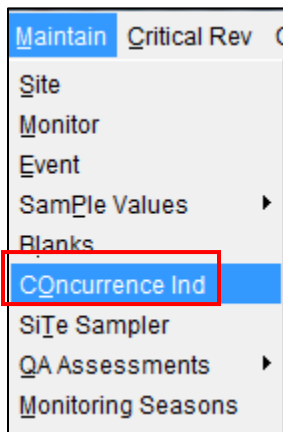 Maintain Critical Rev
Site
Monitor
Event
SamPle Values
Blanks
COncurrence Ind
SiTe Sampler
QA Assessments
Monitoring Seasons